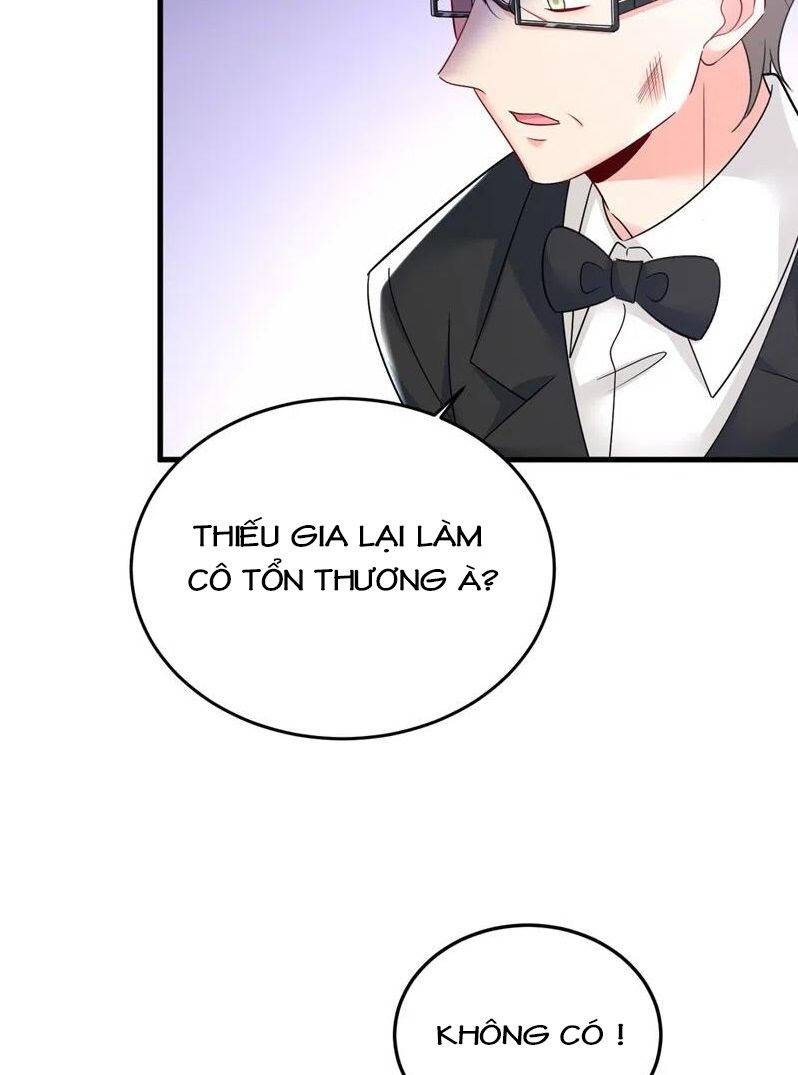 THIẾU GIA LẠI LÀM
CÔ TỔN THƯƠNG À?
KHÔNG CÓ !